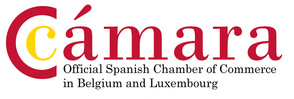 Cámara
Official Spanish Chamber of Commerce
in Belgium and Luxembourg